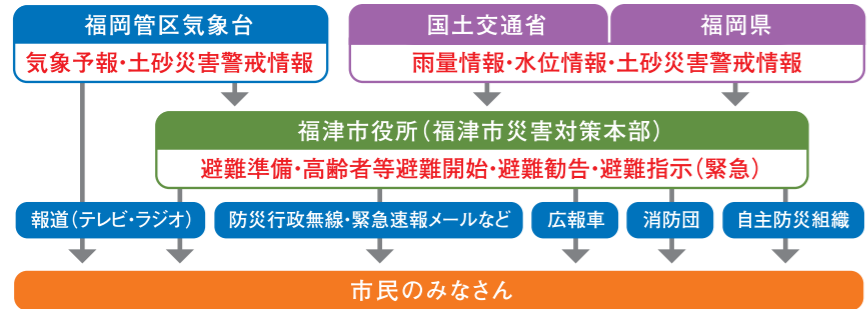 福岡管区気象台
国土交通省
福岡県
気象予報・土砂災害警戒情報
雨量情報・水位情報・土砂災害警戒情報
福津市役所（福津市災害対策本部）
避難準備・高齢者等避難開始・避難勧告・避難指示（緊急）
報道（テレビ・ラジオ）
防災行政無線・緊急速報メールなど
広報車
消防団
自主防災組織
市民のみなさん